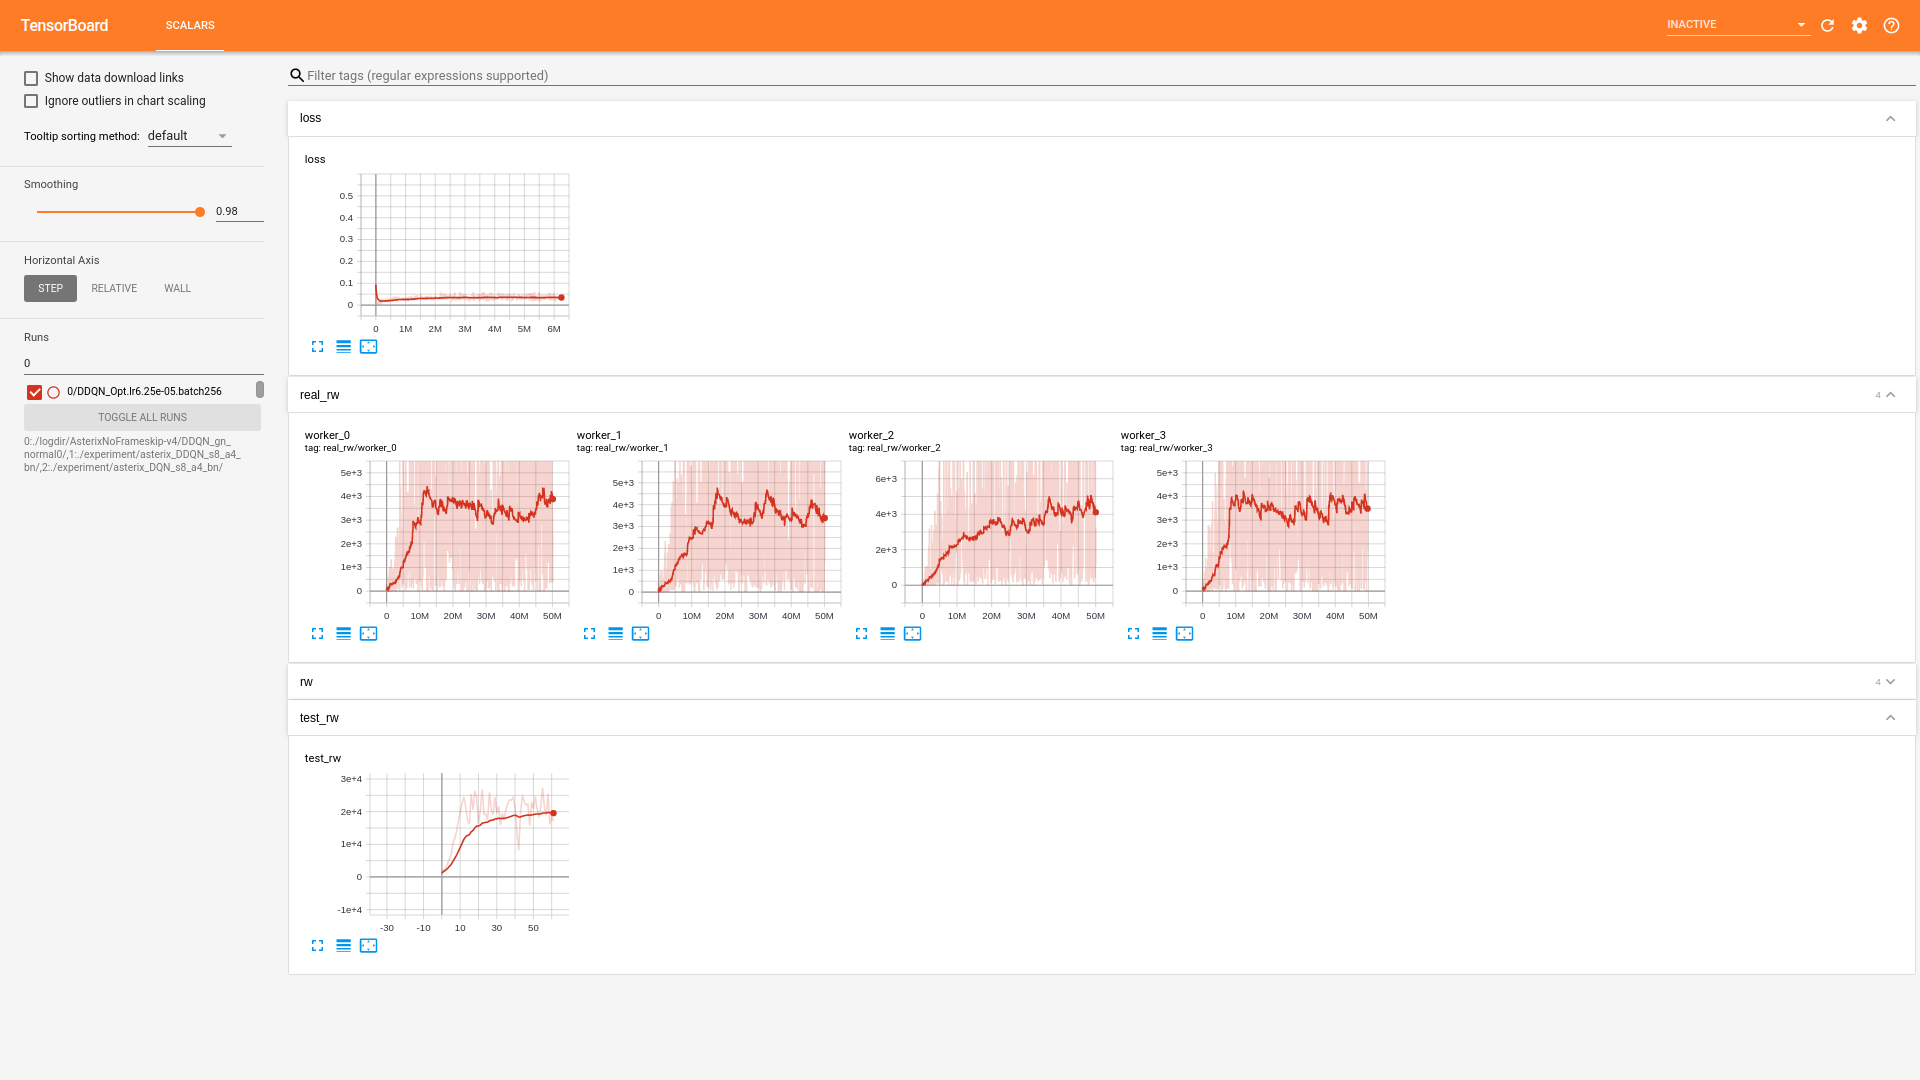 TensorBoard
SCALARS
INACTIVE
Show data download links
Ignore outliers in chart scaling
Tooltip sorting method: default
Smoothing
0.98
Horizontal Axis
STEP RELATIVE WALL
Runs
0
0/DDQN_Opt.lr6.25e-05.batch256
TOGGLE ALL RUNS
0:./logdir/AsterixNoFrameskip-v4/DDQN_gn_
normal0/,1:./experiment/asterix_DDQN_s8_a4_
bn/,2:./experiment/asterix_DQN_s8_a4_bn/
Filter tags (regular expressions supported)
loss
loss
0.5
0.4
0.3
0.2
0.1
0
0 1M 2M 3M 4M 5M 6M
real_rw
4
worker_0
tag: real_rw/worker_0
5e+3
4e+3
3e+3
2e+3
1e+3
0
0 10M 20M 30M 40M 50M
worker_1
tag: real_rw/worker_1
5e+3
4e+3
3e+3
2e+3
1e+3
0
0 10M 20M 30M 40M 50M
worker_2
tag: real_rw/worker_2
6e+3
4e+3
2e+3
0
0 10M 20M 30M 40M 50M
worker_3
tag: real_rw/worker_3
5e+3
4e+3
3e+3
2e+3
1e+3
0
0 10M 20M 30M 40M 50M
rw
4
test_rw
test_rw
3e+4
2e+4
1e+4
0
-1e+4
-30 -10 10 30 50